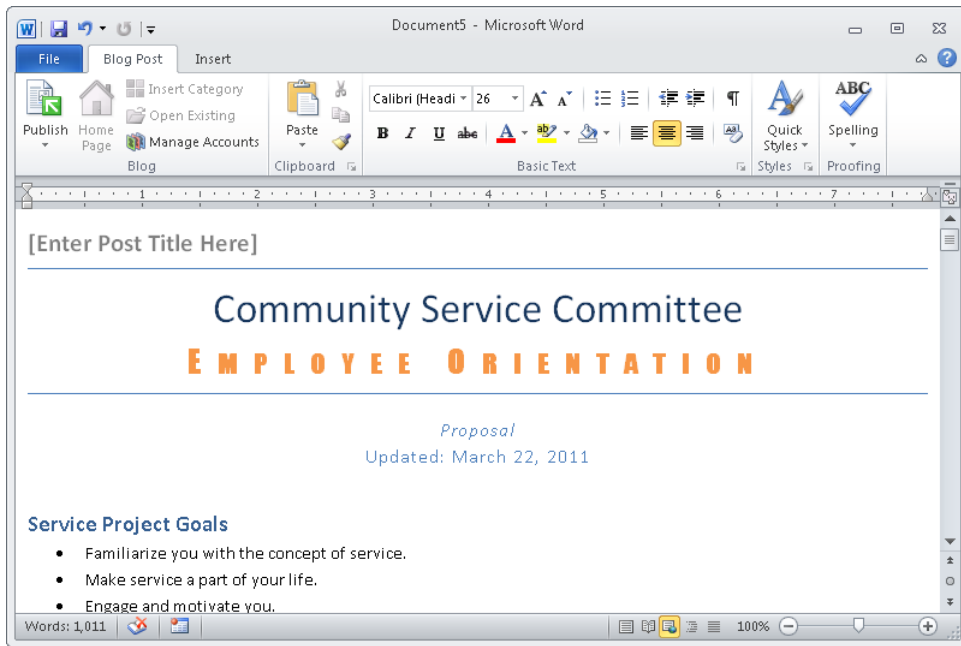 Document5 - Microsoft Word
File Blog Post Insert
Publish
Home Page
Insert Category
Open Existing
Manage Accounts
Blog
Paste
Clipboard
Calibri (Headi 26
B I U abc A ab A
Basic Text
Quick Styles
Styles
ABC
Spelling
Proofing
1 2 3 4 5 6 7
[Enter Post Title Here]
Community Service Committee
EMPLOYEE ORIENTATION
Proposal
Updated: March 22, 2011
Service Project Goals
• Familiarize you with the concept of service.
• Make service a part of your life.
• Engage and motivate you.
Words: 1,011 100%